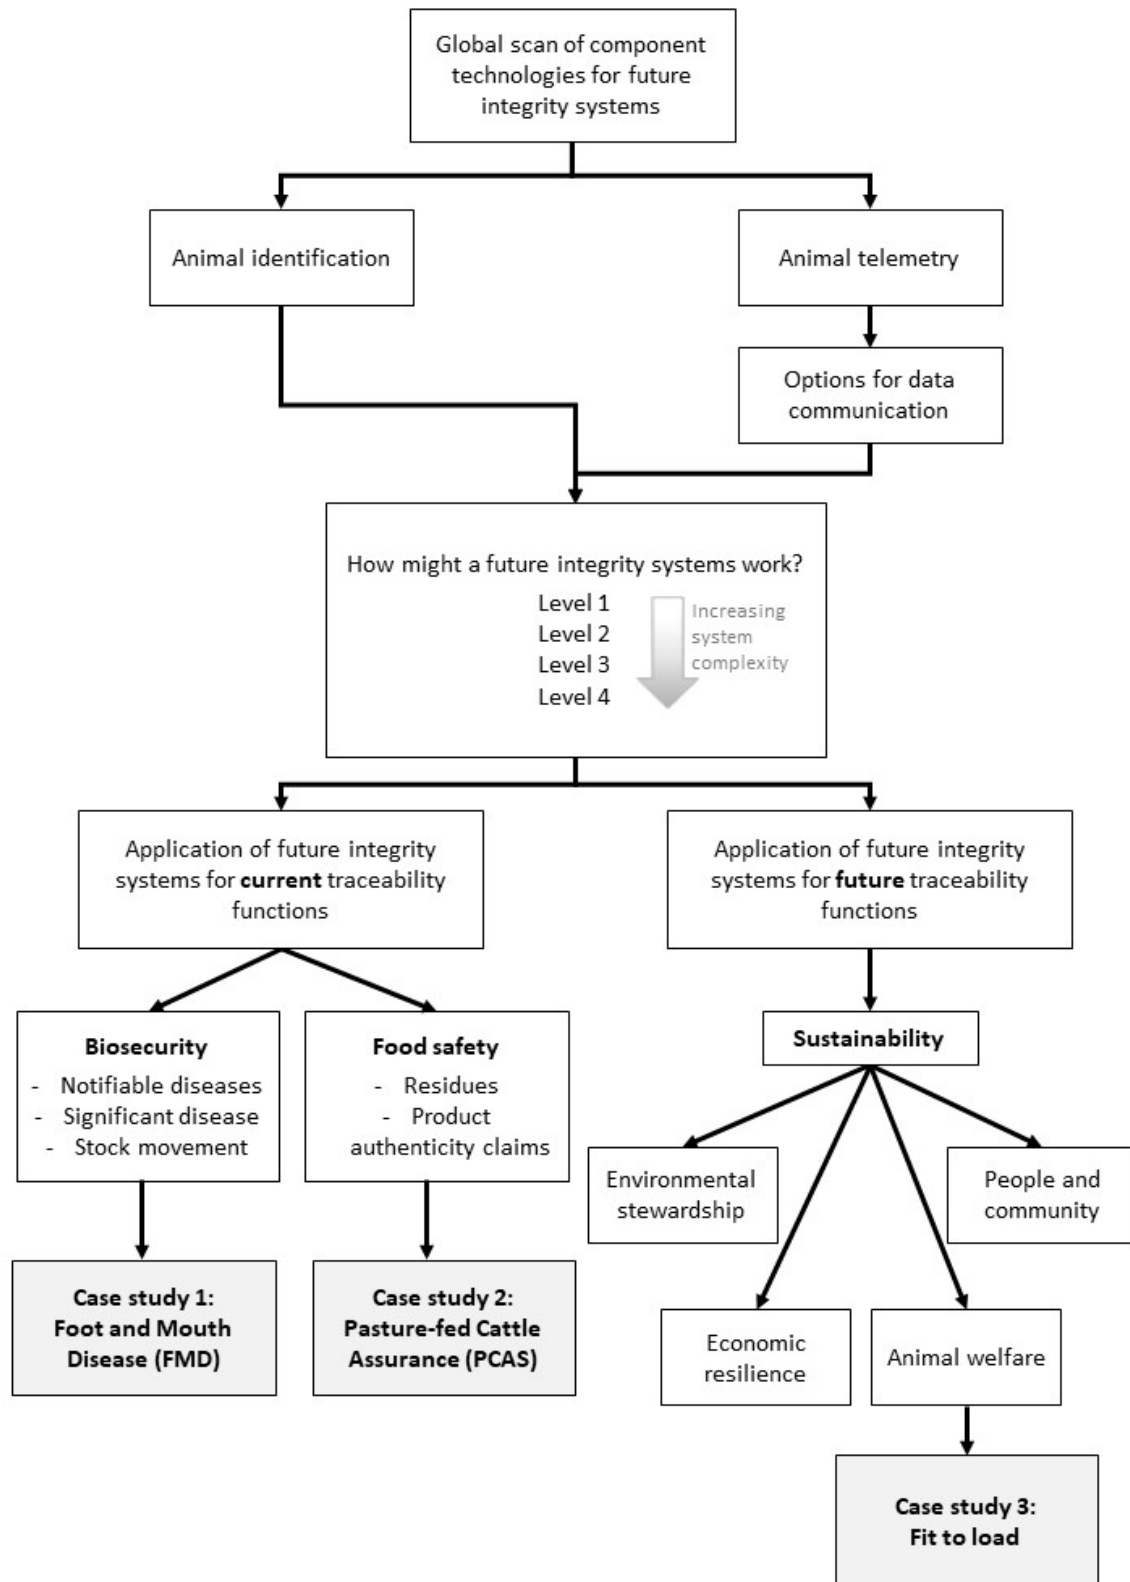 Global scan of component
technologies for future
integrity systems
Animal identification
Animal telemetry
Options for data
communication
How might a future integrity systems work?
Level 1
Level 2
Level 3
Level 4
Increasing
system
complexity
Application of future integrity
systems for current traceability
functions
Application of future integrity
systems for future traceability
functions
Biosecurity
- Notifiable diseases
- Significant disease
- Stock movement
Food safety
- Residues
- Product
authenticity claims
Sustainability
Environmental
stewardship
People and
community
Economic
resilience
Animal welfare
Case study 1:
Foot and Mouth
Disease (FMD)
Case study 2:
Pasture-fed Cattle
Assurance (PCAS)
Case study 3:
Fit to load